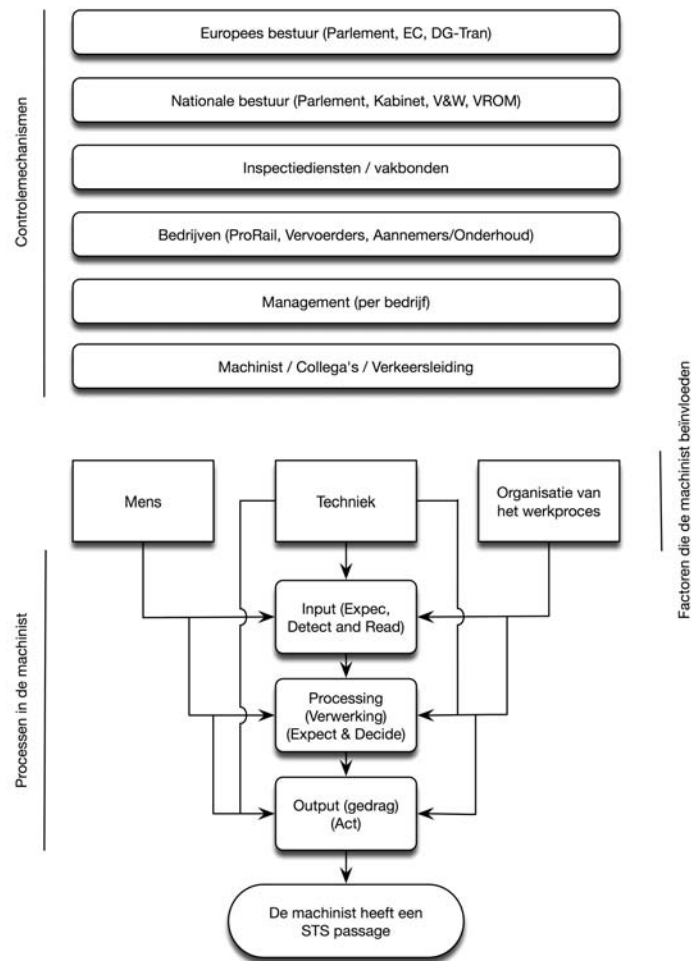 Controlemechanismen
Europees bestuur (Parlement, EC, DG-Tran)
Nationale bestuur (Parlement, Kabinet, V&W, VROM)
Inspectiediensten / vakbonden
Bedrijven (ProRail, Vervoerders, Aannemers/Onderhoud)
Management (per bedrijf)
Machinist / Collega's / Verkeersleiding
Factoren die de machinist beïnvloeden
Mens
Techniek
Organisatie van
het werkproces
Processen in de machinist
Input (Expec,
Detect and Read)
Processing
(Verwerking)
(Expect & Decide)
Output (gedrag)
(Act)
De machinist heeft een
STS passage